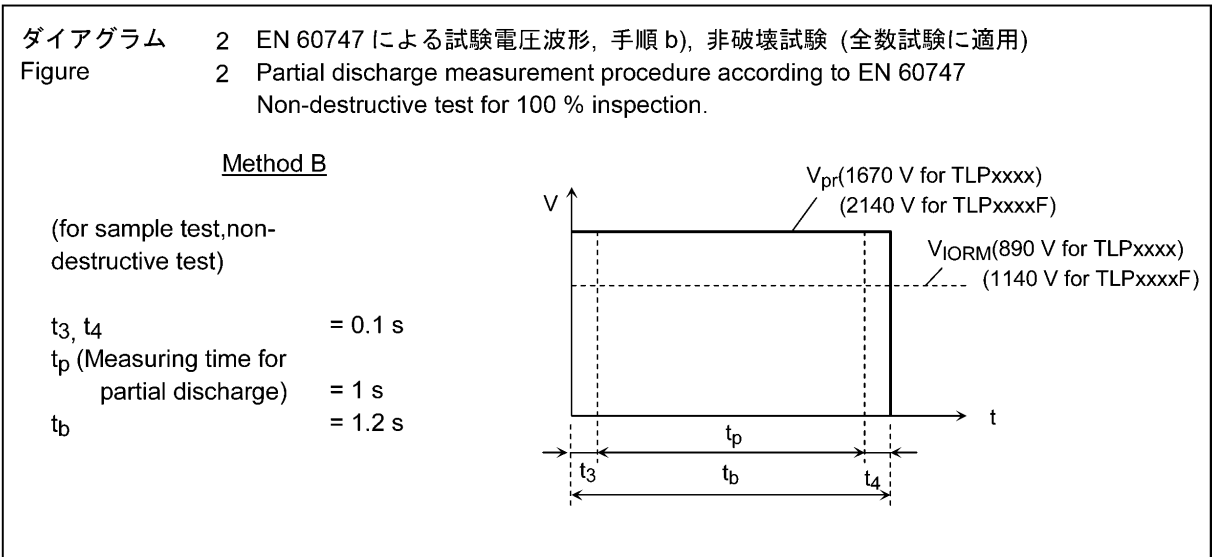 ダイアグラム 2 EN 60747 による試験電圧波形, 手順 b), 非破壊試験 (全数試験に適用)
Figure 2 Partial discharge measurement procedure according to EN 60747
Non-destructive test for 100 % inspection.
Method B
(for sample test,non-
destructive test)
t3, t4 = 0.1 s
tp (Measuring time for
partial discharge) = 1 s
tb = 1.2 s
Vpr(1670 V for TLPxxxx)
(2140 V for TLPxxxxF)
V
VIORM(890 V for TLPxxxx)
(1140 V for TLPxxxxF)
t
tp
t3 tb t4